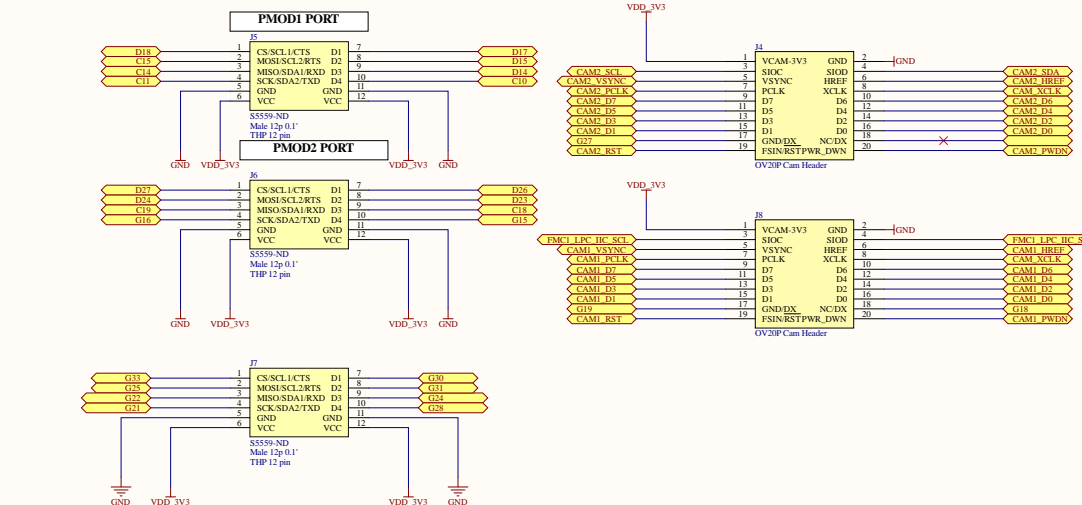 PMOD1 PORT
J5
D18 1 CS/SCL1/CTS D1 7 D17
C15 2 MOSI/SCL2/RTS D2 8 D15
C14 3 MISO/SDA1/RXD D3 9 D14
C11 4 SCK/SDA2/TXD D4 10 C10
5 GND GND 11
6 VCC VCC 12
S5559-ND
Male 12p 0.1'
THP 12 pin
GND VDD_3V3 VDD_3V3 GND
PMOD2 PORT
J6
D27 1 CS/SCL1/CTS D1 7 D26
D24 2 MOSI/SCL2/RTS D2 8 D23
C19 3 MISO/SDA1/RXD D3 9 C18
G16 4 SCK/SDA2/TXD D4 10 G15
5 GND GND 11
6 VCC VCC 12
S5559-ND
Male 12p 0.1'
THP 12 pin
GND VDD_3V3 VDD_3V3 GND
J7
G33 1 CS/SCL1/CTS D1 7 G30
G25 2 MOSI/SCL2/RTS D2 8 G31
G22 3 MISO/SDA1/RXD D3 9 G24
G21 4 SCK/SDA2/TXD D4 10 G28
5 GND GND 11
6 VCC VCC 12
S5559-ND
Male 12p 0.1'
THP 12 pin
GND VDD_3V3 VDD_3V3 GND
VDD_3V3
J4
1 VCAM-3V3 GND 2 GND
CAM2_SCL 3 SIOC SIOD 4 CAM2_SDA
CAM2_VSYNC 5 VSYNC HREF 6 CAM2_HREF
CAM2_PCLK 7 PCLK XCLK 8 CAM_XCLK
CAM2_D7 9 D7 D6 10 CAM2_D6
CAM2_D5 11 D5 D4 12 CAM2_D4
CAM2_D3 13 D3 D2 14 CAM2_D2
CAM2_D1 15 D1 D0 16 CAM2_D0
G27 17 GND/DX NC/DX 18
CAM2_RST 19 FSIN/RSTPWR_DWN 20 CAM2_PWDN
OV20P Cam Header
VDD_3V3
J8
1 VCAM-3V3 GND 2 GND
FMC1_LPC_IIC_SCL 3 SIOC SIOD 4 FMC1_LPC_IIC_S
CAM1_VSYNC 5 VSYNC HREF 6 CAM1_HREF
CAM1_PCLK 7 PCLK XCLK 8 CAM_XCLK
CAM1_D7 9 D7 D6 10 CAM1_D6
CAM1_D5 11 D5 D4 12 CAM1_D4
CAM1_D3 13 D3 D2 14 CAM1_D2
CAM1_D1 15 D1 D0 16 CAM1_D0
G19 17 GND/DX NC/DX 18 G18
CAM1_RST 19 FSIN/RSTPWR_DWN 20 CAM1_PWDN
OV20P Cam Header